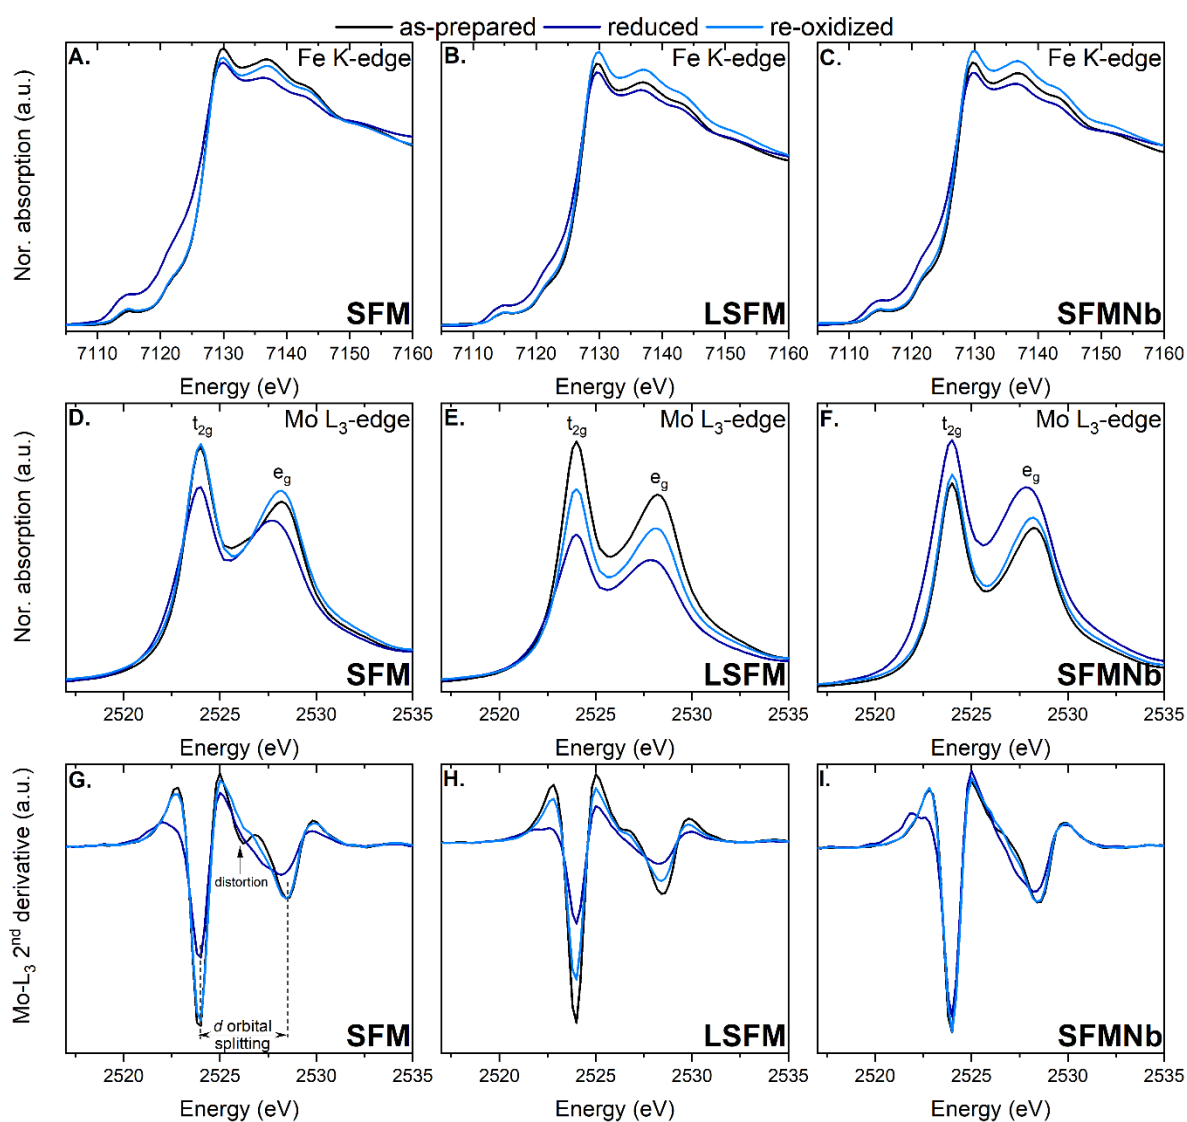 as-prepared reduced re-oxidized
A. Fe K-edge
SFM
B. Fe K-edge
LSFM
C. Fe K-edge
SFMNb
Nor. absorption (a.u.)
7110 7120 7130 7140 7150 7160
7110 7120 7130 7140 7150 7160
7110 7120 7130 7140 7150 7160
Energy (eV)
Energy (eV)
Energy (eV)
D. Mo L3-edge
t2g
eg
SFM
E. Mo L3-edge
t2g
eg
LSFM
F. Mo L3-edge
t2g
eg
SFMNb
Nor. absorption (a.u.)
2520 2525 2530 2535
2520 2525 2530 2535
2520 2525 2530 2535
Energy (eV)
Energy (eV)
Energy (eV)
G.
distortion
d orbital
splitting
SFM
H.
LSFM
I.
SFMNb
Mo-L3 2nd derivative (a.u.)
2520 2525 2530 2535
2520 2525 2530 2535
2520 2525 2530 2535
Energy (eV)
Energy (eV)
Energy (eV)